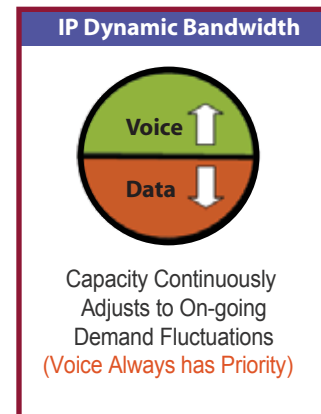 IP Dynamic Bandwidth
Voice
Data
Capacity Continuously
Adjusts to On-going
Demand Fluctuations
(Voice Always has Priority)